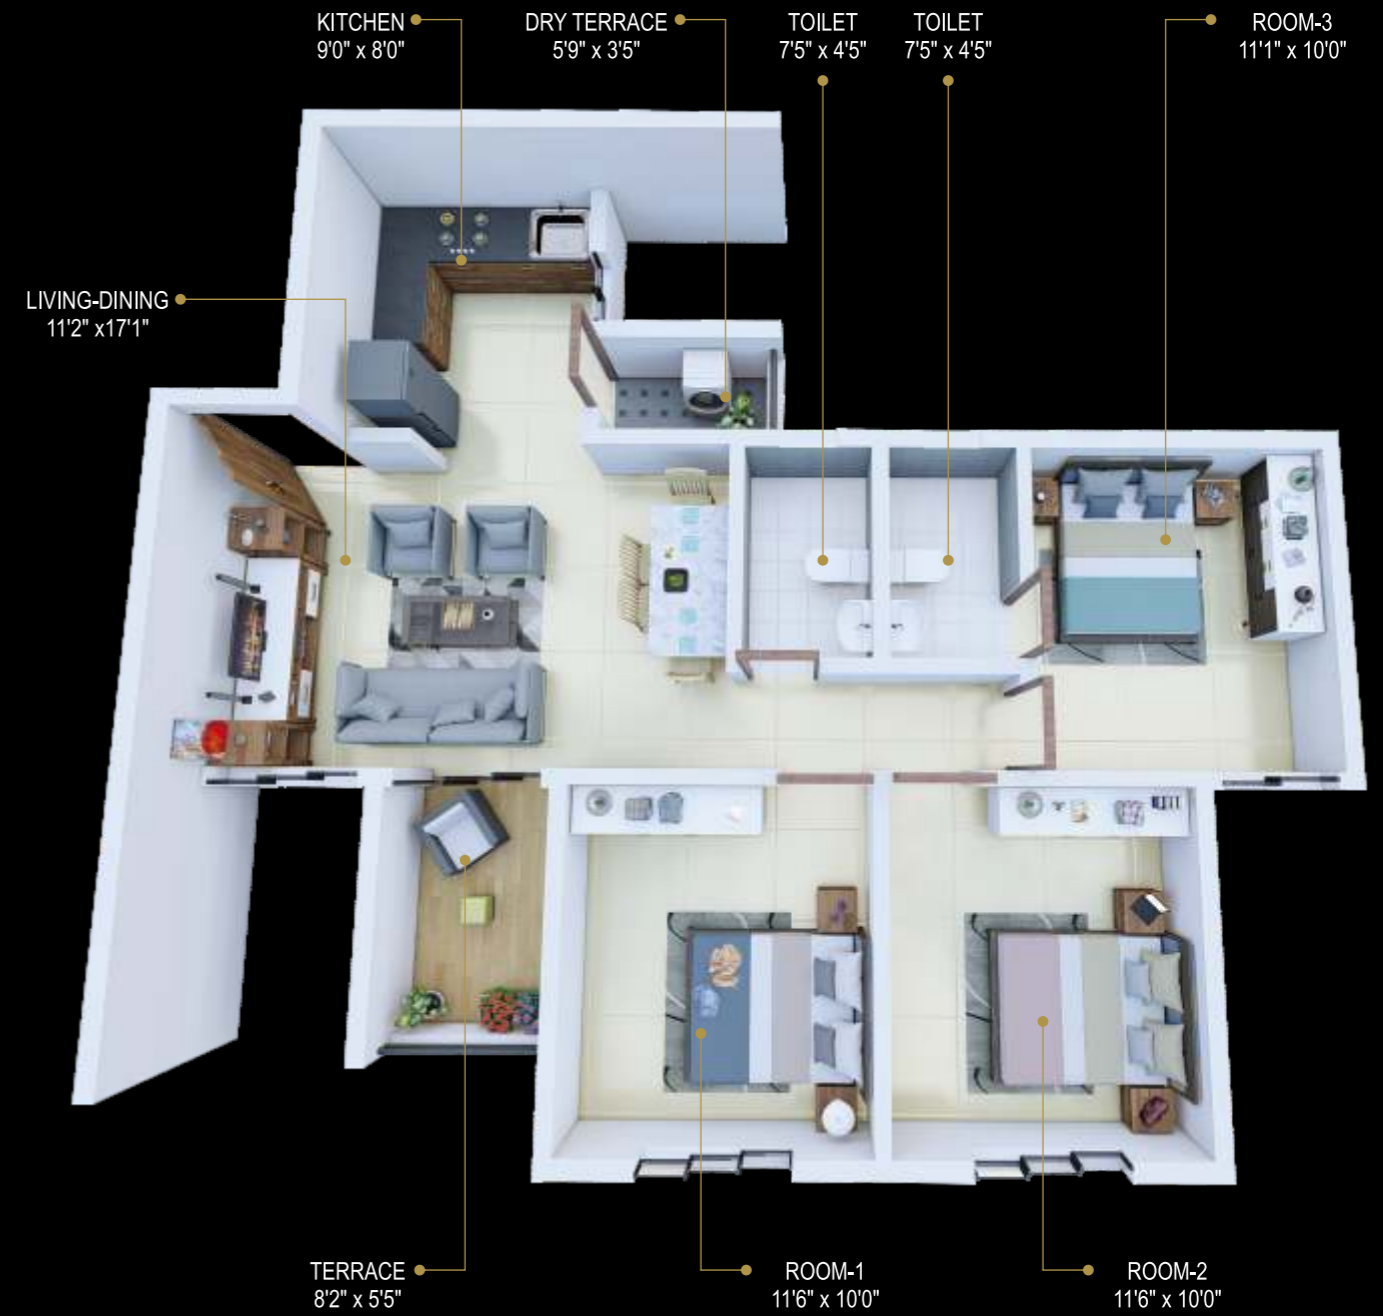 KITCHEN
9'0" x 8'0"
DRY TERRACE
5'9" x 3'5"
TOILET
7'5" x 4'5"
TOILET
7'5" x 4'5"
ROOM-3
11'1" x 10'0"
LIVING-DINING
11'2" x17'1"
TERRACE
8'2" x 5'5"
ROOM-1
11'6" x 10'0"
ROOM-2
11'6" x 10'0"